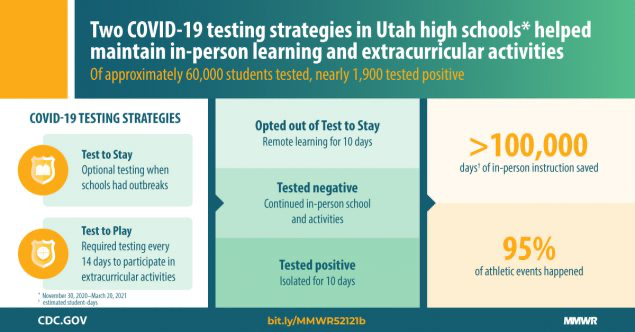 Two COVID-19 testing strategies in Utah high schools* helped
maintain in-person learning and extracurricular activities
Of approximately 60,000 students tested, nearly 1,900 tested positive
COVID-19 TESTING STRATEGIES
Test to Stay
Optional testing when
schools had outbreaks
Test to Play
Required testing every
14 days to participate in
extracurricular activities
* November 30, 2020–March 20, 2021
† estimated student-days
Opted out of Test to Stay
Remote learning for 10 days
Tested negative
Continued in-person school
and activities
Tested positive
Isolated for 10 days
>100,000
days† of in-person instruction saved
95%
of athletic events happened
CDC.GOV
bit.ly/MMWR52121b
MMWR